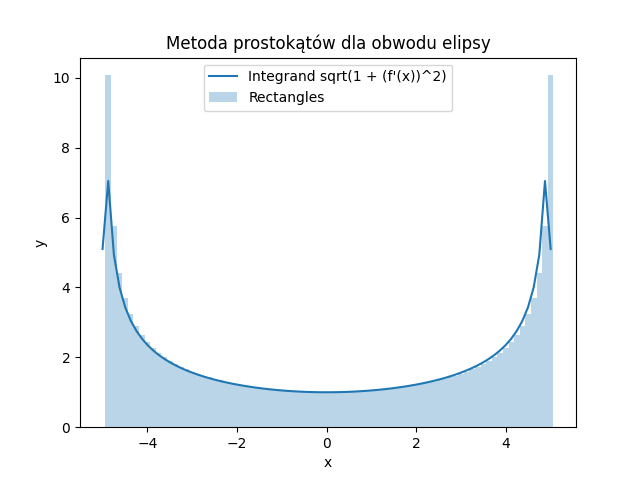 Metoda prostokątów dla obwodu elipsy
Integrand sqrt(1 + (f'(x))^2)
Rectangles
10
8
6
4
2
0
y
−4
−2
0
2
4
x